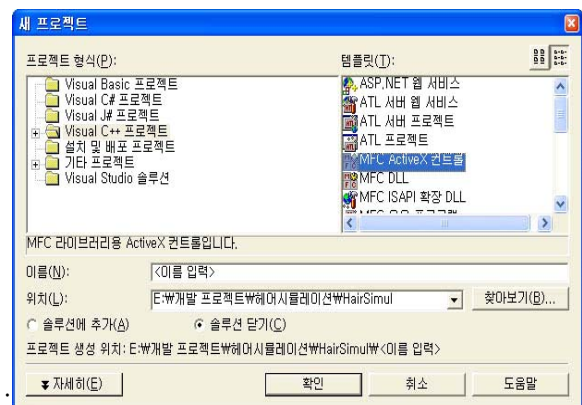 새 프로젝트
프로젝트 형식(P):
Visual Basic 프로젝트
Visual C# 프로젝트
Visual J# 프로젝트
Visual C++ 프로젝트
설치 및 배포 프로젝트
기타 프로젝트
Visual Studio 솔루션
템플릿(T):
ASP.NET 웹 서비스
ATL 서버 웹 서비스
ATL 서버 프로젝트
ATL 프로젝트
MFC ActiveX 컨트롤
MFC DLL
MFC ISAPI 확장 DLL
MFC 라이브러리용 ActiveX 컨트롤입니다.
이름(N):
<이름 입력>
위치(L):
E:₩개발 프로젝트₩헤어시뮬레이션₩HairSimul
찾아보기(B)...
솔루션에 추가(A)
솔루션 닫기(C)
프로젝트 생성 위치: E:₩개발 프로젝트₩헤어시뮬레이션₩HairSimul₩<이름 입력>
자세히(E)
확인
취소
도움말
.